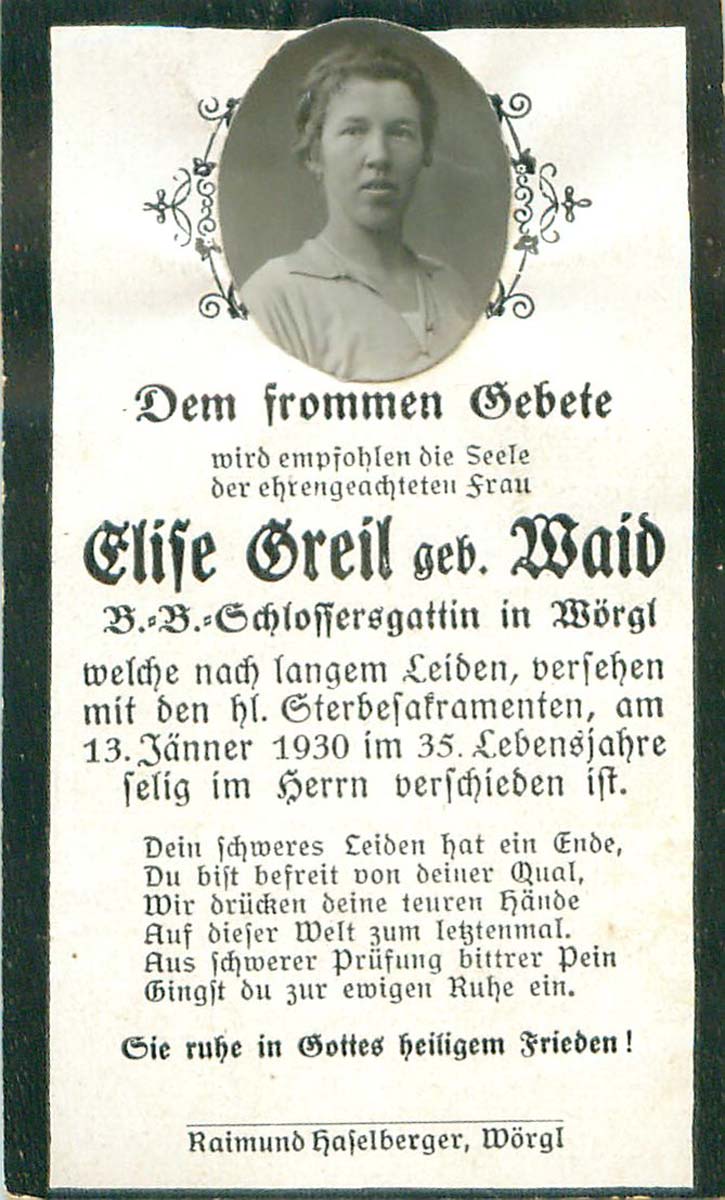 Dem frommen Gebete
wird empfohlen die Seele
der ehrengeachteten Frau
Elise Greil geb. Waid
B.=B.=Schlossersgattin in Wörgl
welche nach langem Leiden, versehen
mit den hl. Sterbesakramenten, am
13. Jänner 1930 im 35. Lebensjahre
selig im Herrn verschieden ist.
Dein schweres Leiden hat ein Ende,
Du bist befreit von deiner Qual,
Wir drücken deine teuren Hände
Auf dieser Welt zum letztenmal.
Aus schwerer Prüfung bittrer Pein
Gingst du zur ewigen Ruhe ein.
Sie ruhe in Gottes heiligem Frieden!
Raimund Haselberger, Wörgl